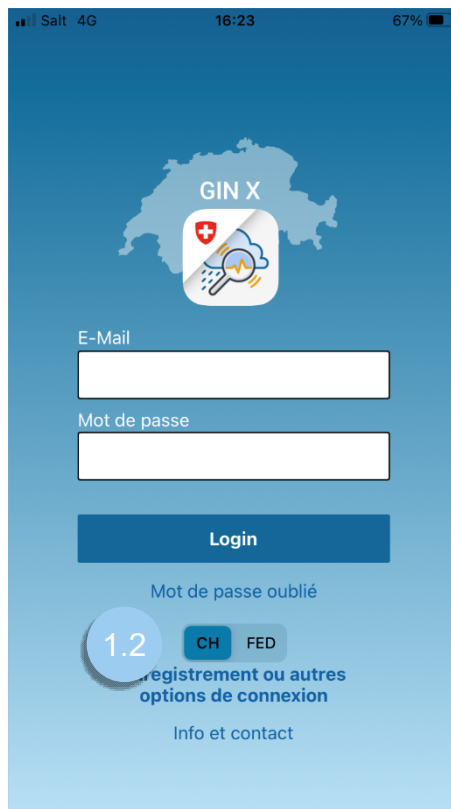 Salt 4G 16:23 67%
GIN X
E-Mail
Mot de passe
Login
Mot de passe oublié
1.2
CH FED
registrement ou autres
options de connexion
Info et contact